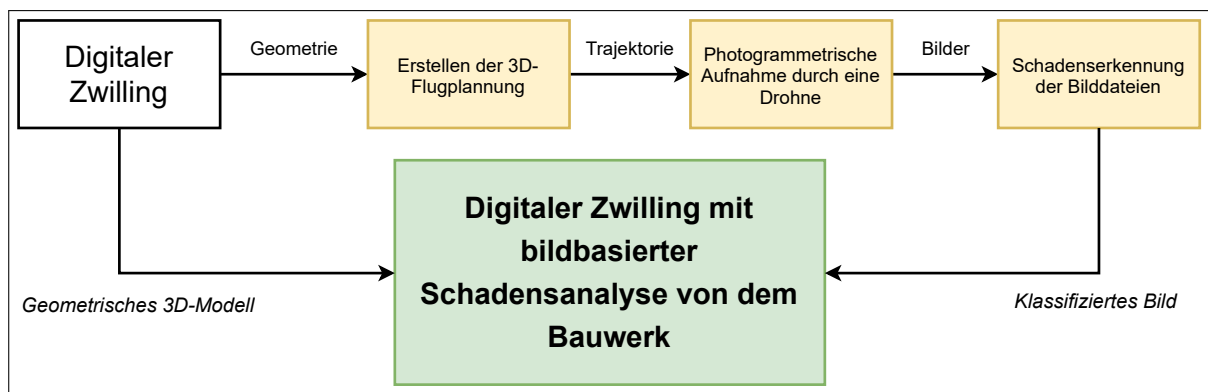 Digitaler
Zwilling
Geometrie
Erstellen der 3D-
Flugplannung
Trajektorie
Photogrammetrische
Aufnahme durch eine
Drohne
Bilder
Schadenserkennung
der Bilddateien
Digitaler Zwilling mit
bildbasierter
Schadensanalyse von dem
Bauwerk
Geometrisches 3D-Modell
Klassifiziertes Bild